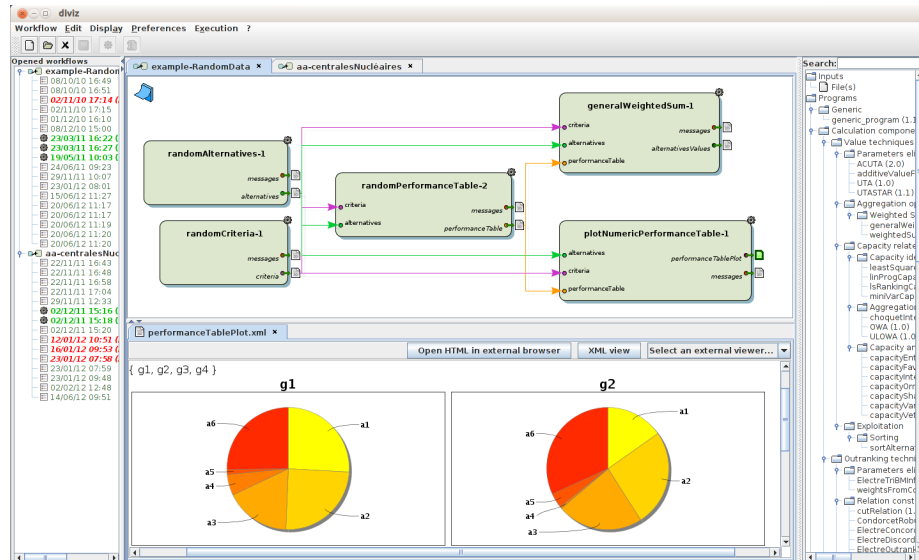 diviz
Workflow Edit Display Preferences Execution ?
Opened workflows
example-Random
08/10/10 16:49
08/10/10 16:51
02/11/10 17:14 (
02/11/10 17:15
01/12/10 16:10
08/12/10 15:00
23/03/11 16:22 (
23/03/11 16:27 (
19/05/11 10:03 (
24/06/11 09:23
29/11/11 10:07
23/01/12 08:01
15/06/12 11:27
20/06/12 11:17
20/06/12 11:17
20/06/12 11:19
20/06/12 11:20
20/06/12 11:20
aa-centralesNuc
22/11/11 16:43
22/11/11 16:48
22/11/11 16:58
22/11/11 17:04
29/11/11 12:33
02/12/11 15:16 (
02/12/11 15:18 (
02/12/11 15:20
12/01/12 10:51 (
16/01/12 09:53 (
23/01/12 07:58 (
23/01/12 07:59
23/01/12 09:48
02/02/12 12:48
14/06/12 09:51
example-RandomData ×
aa-centralesNucléaires ×
randomAlternatives-1
messages
alternatives
randomCriteria-1
messages
criteria
randomPerformanceTable-2
criteria
messages
alternatives
performanceTable
generalWeightedSum-1
criteria
messages
alternatives
alternativesValues
performanceTable
plotNumericPerformanceTable-1
alternatives
performanceTablePlot
criteria
messages
performanceTable
performanceTablePlot.xml ×
Open HTML in external browser
XML view
Select an external viewer...
{ g1, g2, g3, g4 }
g1
a1
a2
a3
a4
a5
a6
g2
a1
a2
a3
a4
a5
a6
Search:
Inputs
File(s)
Programs
Generic
generic_program (1.1
Calculation compone
Value techniques
Parameters eli
ACUTA (2.0)
additiveValueF
UTA (1.0)
UTASTAR (1.1)
Aggregation op
Weighted S
generalWei
weightedSu
Capacity relate
Capacity ide
leastSquare
linProgCapa
lsRankingCa
miniVarCap
Aggregation
choquetInte
OWA (1.0)
ULOWA (1.0
Capacity an
capacityEnt
capacityFav
capacityInte
capacityOrn
capacitySha
capacityVar
capacityVet
Exploitation
Sorting
sortAlterna
Outranking techni
Parameters eli
ElectreTriBMInf
weightsFromCo
Relation const
cutRelation (1.
CondorcetRobu
ElectreConcor
ElectreDiscord
ElectreOutrank